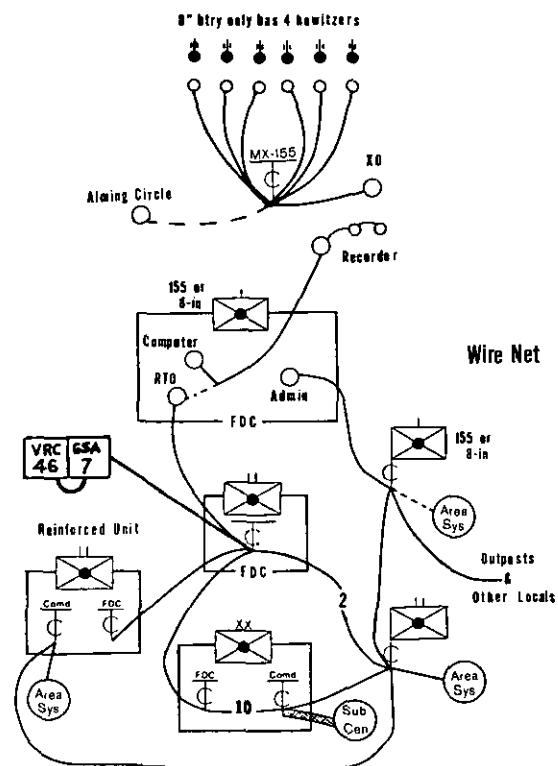 8" btry only has 4 howitzers
MX-155
XO
Aiming Circle
Recorder
155 or
8-in
Computer
RTO
Admin
FDC
Wire Net
VRC
46
GSA
7
155 or
8-in
Area
Sys
Reinforced Unit
FDC
Outposts
&
Other Locals
Comd
FDC
2
XX
FDC
Comd
10
Area
Sys
Area
Sys
Sub
Cen